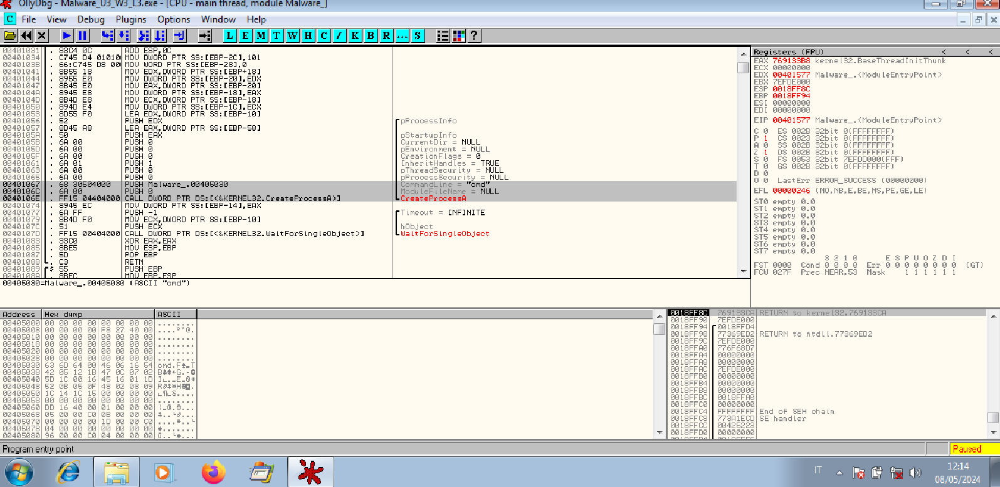 OllyDbg - Malware_U3_W3_L3.exe - [CPU - main thread, module Malware_]
C File View Debug Plugins Options Window Help
L E M T W H C / K B R ... S ?
00401031 . 83C4 0C ADD ESP,0C
00401034 . C745 D4 01010 MOV DWORD PTR SS:[EBP-2C],101
0040103B . 66:C745 D8 00 MOV WORD PTR SS:[EBP-28],0
00401041 . 8B55 18 MOV EDX,DWORD PTR SS:[EBP+18]
00401044 . 8955 E0 MOV DWORD PTR SS:[EBP-20],EDX
00401047 . 8B45 E0 MOV EAX,DWORD PTR SS:[EBP-20]
0040104A . 8945 E8 MOV DWORD PTR SS:[EBP-18],EAX
0040104D . 8B4D E8 MOV ECX,DWORD PTR SS:[EBP-18]
00401050 . 894D E4 MOV DWORD PTR SS:[EBP-1C],ECX
00401053 . 8D55 F0 LEA EDX,DWORD PTR SS:[EBP-10]
00401056 . 52 PUSH EDX pProcessInfo
00401057 . 8D45 A8 LEA EAX,DWORD PTR SS:[EBP-58]
0040105A . 50 PUSH EAX pStartupInfo
0040105B . 6A 00 PUSH 0 CurrentDir = NULL
0040105D . 6A 00 PUSH 0 pEnvironment = NULL
0040105F . 6A 00 PUSH 0 CreationFlags = 0
00401061 . 6A 01 PUSH 1 InheritHandles = TRUE
00401063 . 6A 00 PUSH 0 pThreadSecurity = NULL
00401065 . 6A 00 PUSH 0 pProcessSecurity = NULL
00401067 . 68 30504000 PUSH Malware_.00405030 CommandLine = "cmd"
0040106C . 6A 00 PUSH 0 ModuleFileName = NULL
0040106E . FF15 04404000 CALL DWORD PTR DS:[<&KERNEL32.CreateProcessA>] CreateProcessA
00401074 . 8945 EC MOV DWORD PTR SS:[EBP-14],EAX
00401077 . 6A FF PUSH -1 Timeout = INFINITE
00401079 . 8B4D F0 MOV ECX,DWORD PTR SS:[EBP-10]
0040107C . 51 PUSH ECX hObject
0040107D . FF15 00404000 CALL DWORD PTR DS:[<&KERNEL32.WaitForSingleObject>] WaitForSingleObject
00401083 . 33C0 XOR EAX,EAX
00401085 . 8BE5 MOV ESP,EBP
00401087 . 5D POP EBP
00401088 . C3 RETN
00401089 $ 55 PUSH EBP
0040108A . 8BEC MOV EBP,ESP
00405030=Malware_.00405030 (ASCII "cmd")
Registers (FPU) < < <
EAX 769133B8 kernel32.BaseThreadInitThunk
ECX 00000000
EDX 00401577 Malware_.<ModuleEntryPoint>
EBX 7EFDE000
ESP 0018FF8C
EBP 0018FF94
ESI 00000000
EDI 00000000
EIP 00401577 Malware_.<ModuleEntryPoint>
C 0 ES 002B 32bit 0(FFFFFFFF)
P 1 CS 0023 32bit 0(FFFFFFFF)
A 0 SS 002B 32bit 0(FFFFFFFF)
Z 1 DS 002B 32bit 0(FFFFFFFF)
S 0 FS 0053 32bit 7EFDD000(FFF)
T 0 GS 002B 32bit 0(FFFFFFFF)
D 0
O 0 LastErr ERROR_SUCCESS (00000000)
EFL 00000246 (NO,NB,E,BE,NS,PE,GE,LE)
ST0 empty 0.0
ST1 empty 0.0
ST2 empty 0.0
ST3 empty 0.0
ST4 empty 0.0
ST5 empty 0.0
ST6 empty 0.0
ST7 empty 0.0
3 2 1 0 E S P U O Z D I
FST 0000 Cond 0 0 0 0 Err 0 0 0 0 0 0 0 0 (GT)
FCW 027F Prec NEAR,53 Mask 1 1 1 1 1 1
Address Hex dump ASCII
00405000 00 00 00 00 00 00 00 00 ........
00405008 00 00 00 00 F8 27 40 00 ....°'@.
00405010 00 00 00 00 00 00 00 00 ........
00405018 00 00 00 00 00 00 00 00 ........
00405020 00 00 00 00 00 00 00 00 ........
00405028 00 00 00 00 00 00 00 00 ........
00405030 63 6D 64 00 46 06 16 54
00405038 42 05 12 1B 47 0C 07 02
00405040 5D 1C 00 16 45 16 01 1D
00405048 52 0B 05 0F 48 02 08 09
00405050 1C 14 1C 15 00 00 00 00
00405058 00 00 00 00 00 00 00 00 ........
00405060 DD 16 40 00 01 00 00 00
00405068 05 00 00 C0 0B 00 00 00
00405070 00 00 00 00 1D 00 00 C0
00405078 04 00 00 00 00 00 00 00
00405080 96 00 00 C0 04 00 00 00
0018FF8C 769133CA RETURN to kernel32.769133CA
0018FF90 7EFDE000
0018FF94 0018FFD4
0018FF98 77369ED2 RETURN to ntdll.77369ED2
0018FF9C 7EFDE000
0018FFA0 776F68D7
0018FFA4 00000000
0018FFA8 00000000
0018FFAC 7EFDE000
0018FFB0 00000000
0018FFB4 00000000
0018FFB8 00000000
0018FFBC 0018FFA0
0018FFC0 00000000
0018FFC4 FFFFFFFF End of SEH chain
0018FFC8 773A1ECD SE handler
0018FFCC 00425223
0018FFD0 00000000
Program entry point
Paused
IT
12:14
08/05/2024